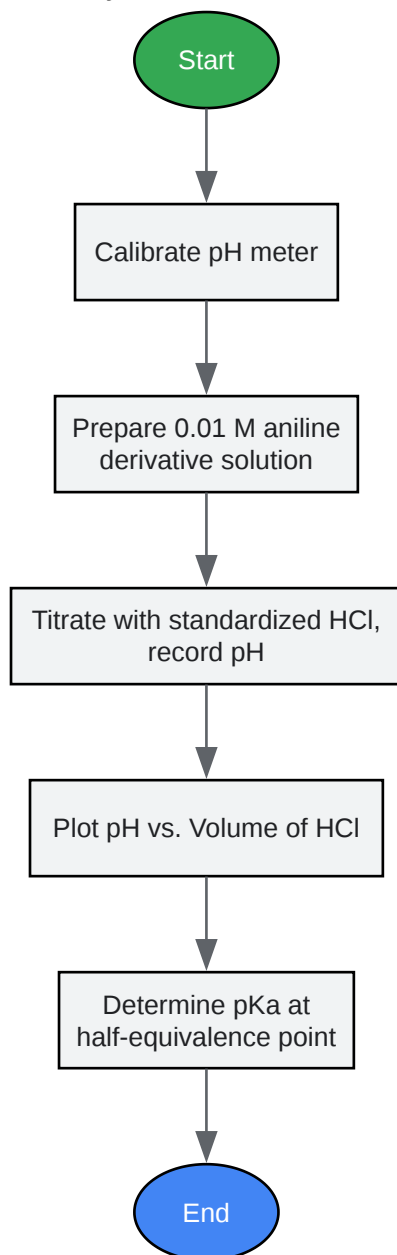 Start
Calibrate pH meter
Prepare 0.01 M aniline
derivative solution
Titrate with standardized HCl,
record pH
Plot pH vs. Volume of HCl
Determine pKa at
half-equivalence point
End